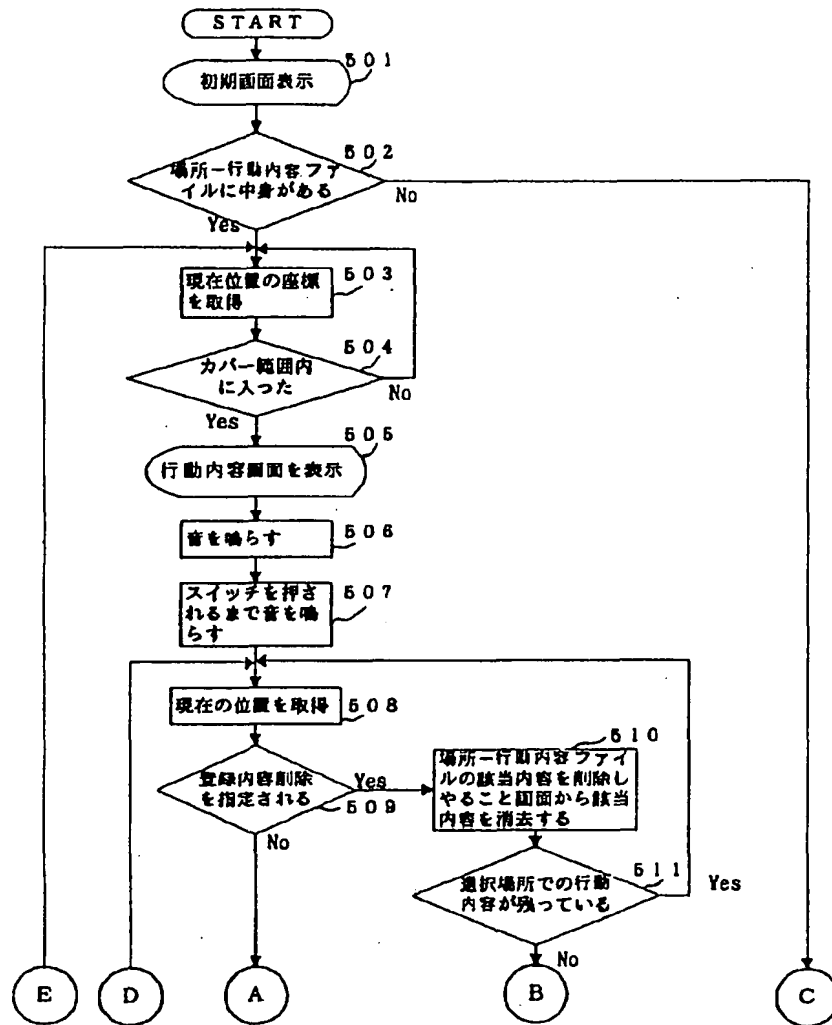 START
501
初期画面表示
502
場所-行動内容ファ
イルに中身がある
No
Yes
503
現在位置の座標
を取得
504
カバー範囲内
に入った
No
Yes
505
行動内容画面を表示
506
音を鳴らす
507
スイッチを押さ
れるまで音を鳴
らす
現在の位置を取得
508
登録内容削除
を指定される
509
Yes
No
510
場所-行動内容ファイ
ルの該当内容を削除し
やること画面から該当
内容を消去する
511
選択場所での行動
内容が残っている
Yes
No
E
D
A
B
C